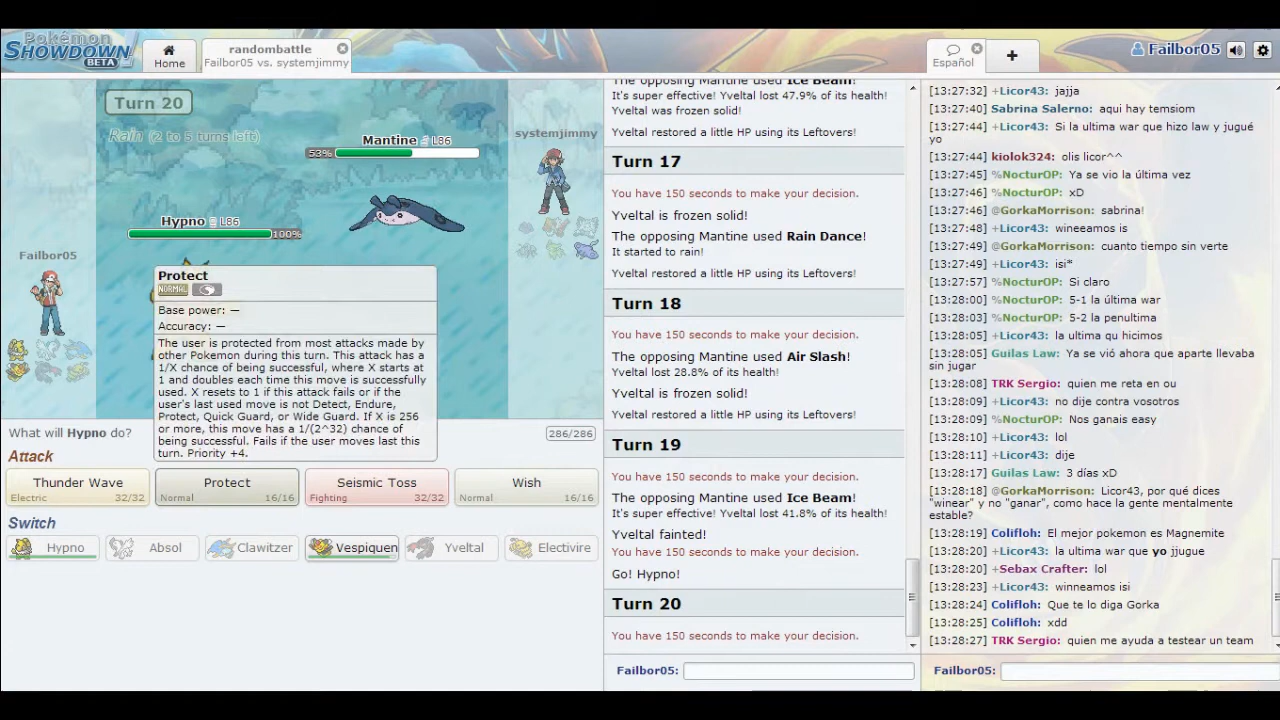 Pokémon
SHOWDOWN
BETA
Home
randombattle
Failbor05 vs. systemjimmy
Español
+
Failbor05
Turn 20
Rain (2 to 5 turns left)
Mantine L86
53%
systemjimmy
Hypno L86
100%
Failbor05
Protect
NORMAL
Base power: —
Accuracy: —
The user is protected from most attacks made by
other Pokemon during this turn. This attack has a
1/X chance of being successful, where X starts at
1 and doubles each time this move is successfully
used. X resets to 1 if this attack fails or if the
user's last used move is not Detect, Endure,
Protect, Quick Guard, or Wide Guard. If X is 256
or more, this move has a 1/(2^32) chance of
being successful. Fails if the user moves last this
turn. Priority +4.
What will Hypno do?
286/286
Attack
Thunder Wave
Electric 32/32
Protect
Normal 16/16
Seismic Toss
Fighting 32/32
Wish
Normal 16/16
Switch
Hypno
Absol
Clawitzer
Vespiquen
Yveltal
Electivire
The opposing Mantine used Ice Beam!
It's super effective! Yveltal lost 47.9% of its health!
Yveltal was frozen solid!
Yveltal restored a little HP using its Leftovers!
Turn 17
You have 150 seconds to make your decision.
Yveltal is frozen solid!
The opposing Mantine used Rain Dance!
It started to rain!
Yveltal restored a little HP using its Leftovers!
Turn 18
You have 150 seconds to make your decision.
The opposing Mantine used Air Slash!
Yveltal lost 28.8% of its health!
Yveltal is frozen solid!
Yveltal restored a little HP using its Leftovers!
Turn 19
You have 150 seconds to make your decision.
The opposing Mantine used Ice Beam!
It's super effective! Yveltal lost 41.8% of its health!
Yveltal fainted!
You have 150 seconds to make your decision.
Go! Hypno!
Turn 20
You have 150 seconds to make your decision.
Failbor05:
[13:27:32] +Licor43: jajja
[13:27:40] Sabrina Salerno: aqui hay temsiom
[13:27:44] +Licor43: Si la ultima war que hizo law y jugué
yo
[13:27:44] kiolok324: olis licor^^
[13:27:45] %NocturOP: Ya se vio la última vez
[13:27:46] %NocturOP: xD
[13:27:46] @GorkaMorrison: sabrina!
[13:27:48] +Licor43: wineeamos is
[13:27:49] @GorkaMorrison: cuanto tiempo sin verte
[13:27:49] +Licor43: isi*
[13:27:57] %NocturOP: Si claro
[13:28:00] %NocturOP: 5-1 la última war
[13:28:03] %NocturOP: 5-2 la penultima
[13:28:05] +Licor43: la ultima qu hicimos
[13:28:05] Guilas Law: Ya se vió ahora que aparte llevaba
sin jugar
[13:28:08] TRK Sergio: quien me reta en ou
[13:28:09] +Licor43: no dije contra vosotros
[13:28:09] %NocturOP: Nos ganais easy
[13:28:10] +Licor43: lol
[13:28:11] +Licor43: dije
[13:28:17] Guilas Law: 3 días xD
[13:28:18] @GorkaMorrison: Licor43, por qué dices
"winear" y no "ganar", como hace la gente mentalmente
estable?
[13:28:19] Colifloh: El mejor pokemon es Magnemite
[13:28:20] +Licor43: la ultima war que yo jjugue
[13:28:20] +Sebax Crafter: lol
[13:28:23] +Licor43: winneamos isi
[13:28:24] Colifloh: Que te lo diga Gorka
[13:28:25] Colifloh: xdd
[13:28:27] TRK Sergio: quien me ayuda a testear un team
Failbor05: